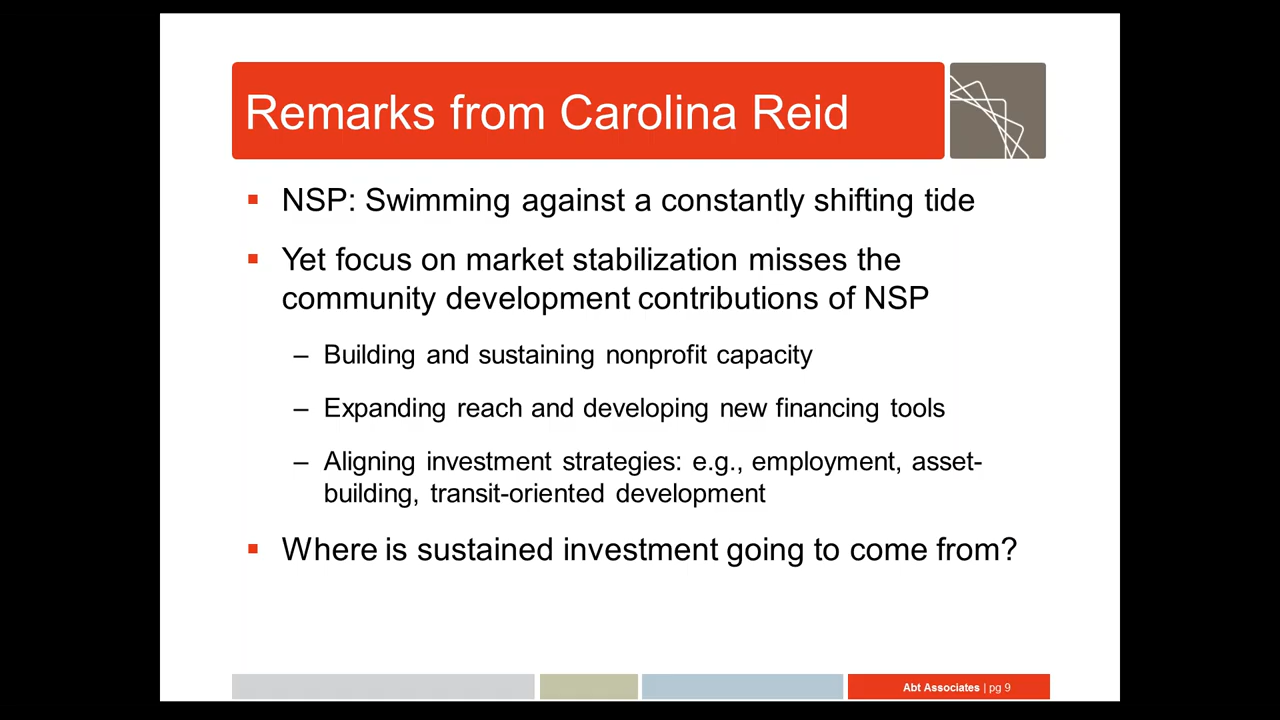 Remarks from Carolina Reid
▪ NSP: Swimming against a constantly shifting tide
▪ Yet focus on market stabilization misses the
community development contributions of NSP
– Building and sustaining nonprofit capacity
– Expanding reach and developing new financing tools
– Aligning investment strategies: e.g., employment, asset-
building, transit-oriented development
▪ Where is sustained investment going to come from?
Abt Associates | pg 9